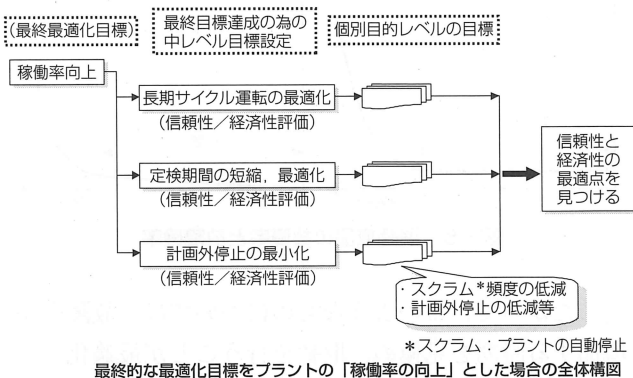 （最終最適化目標）
最終目標達成の為の
中レベル目標設定
個別目的レベルの目標
稼働率向上
長期サイクル運転の最適化
（信頼性／経済性評価）
定検期間の短縮，最適化
（信頼性／経済性評価）
計画外停止の最小化
（信頼性／経済性評価）
信頼性と
経済性の
最適点を
見つける
・スクラム＊頻度の低減
・計画外停止の低減等
＊スクラム：プラントの自動停止
最終的な最適化目標をプラントの「稼働率の向上」とした場合の全体構図